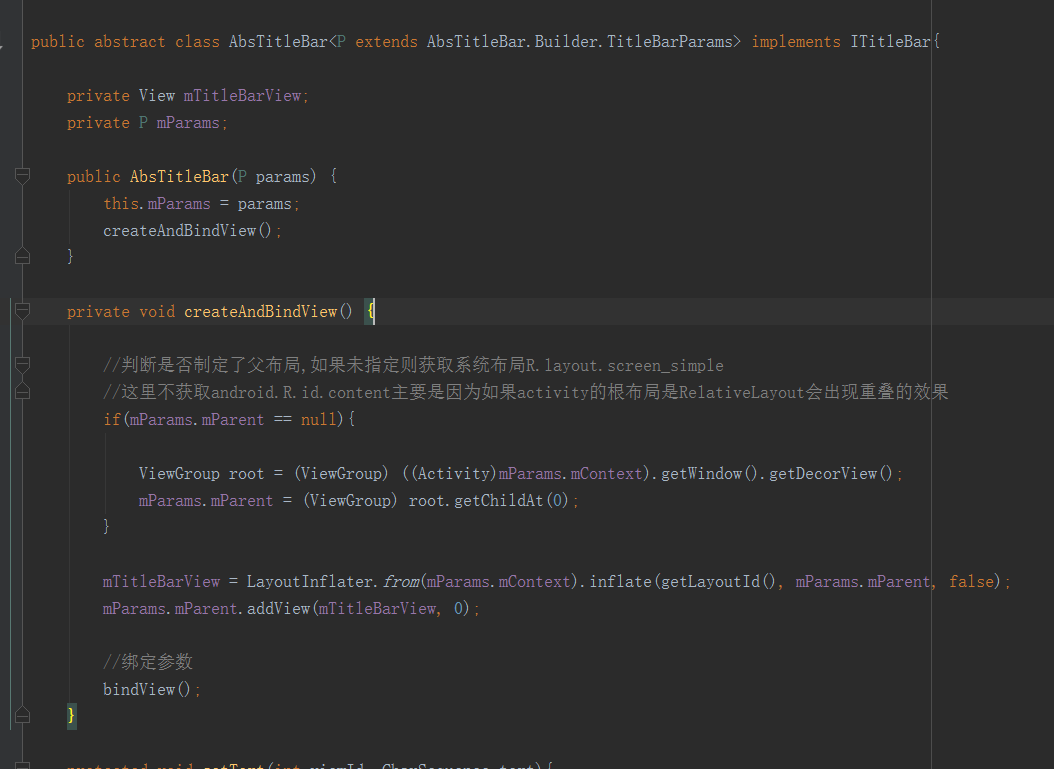 public abstract class AbsTitleBar<P extends AbsTitleBar.Builder.TitleBarParams> implements ITitleBar{
private View mTitleBarView;
private P mParams;
public AbsTitleBar(P params) {
this.mParams = params;
createAndBindView();
}
private void createAndBindView() {
//判断是否制定了父布局,如果未指定则获取系统布局R.layout.screen_simple
//这里不获取android.R.id.content主要是因为如果activity的根布局是RelativeLayout会出现重叠的效果
if(mParams.mParent == null){
ViewGroup root = (ViewGroup) ((Activity)mParams.mContext).getWindow().getDecorView();
mParams.mParent = (ViewGroup) root.getChildAt(0);
}
mTitleBarView = LayoutInflater.from(mParams.mContext).inflate(getLayoutId(), mParams.mParent, false);
mParams.mParent.addView(mTitleBarView, 0);
//绑定参数
bindView();
}